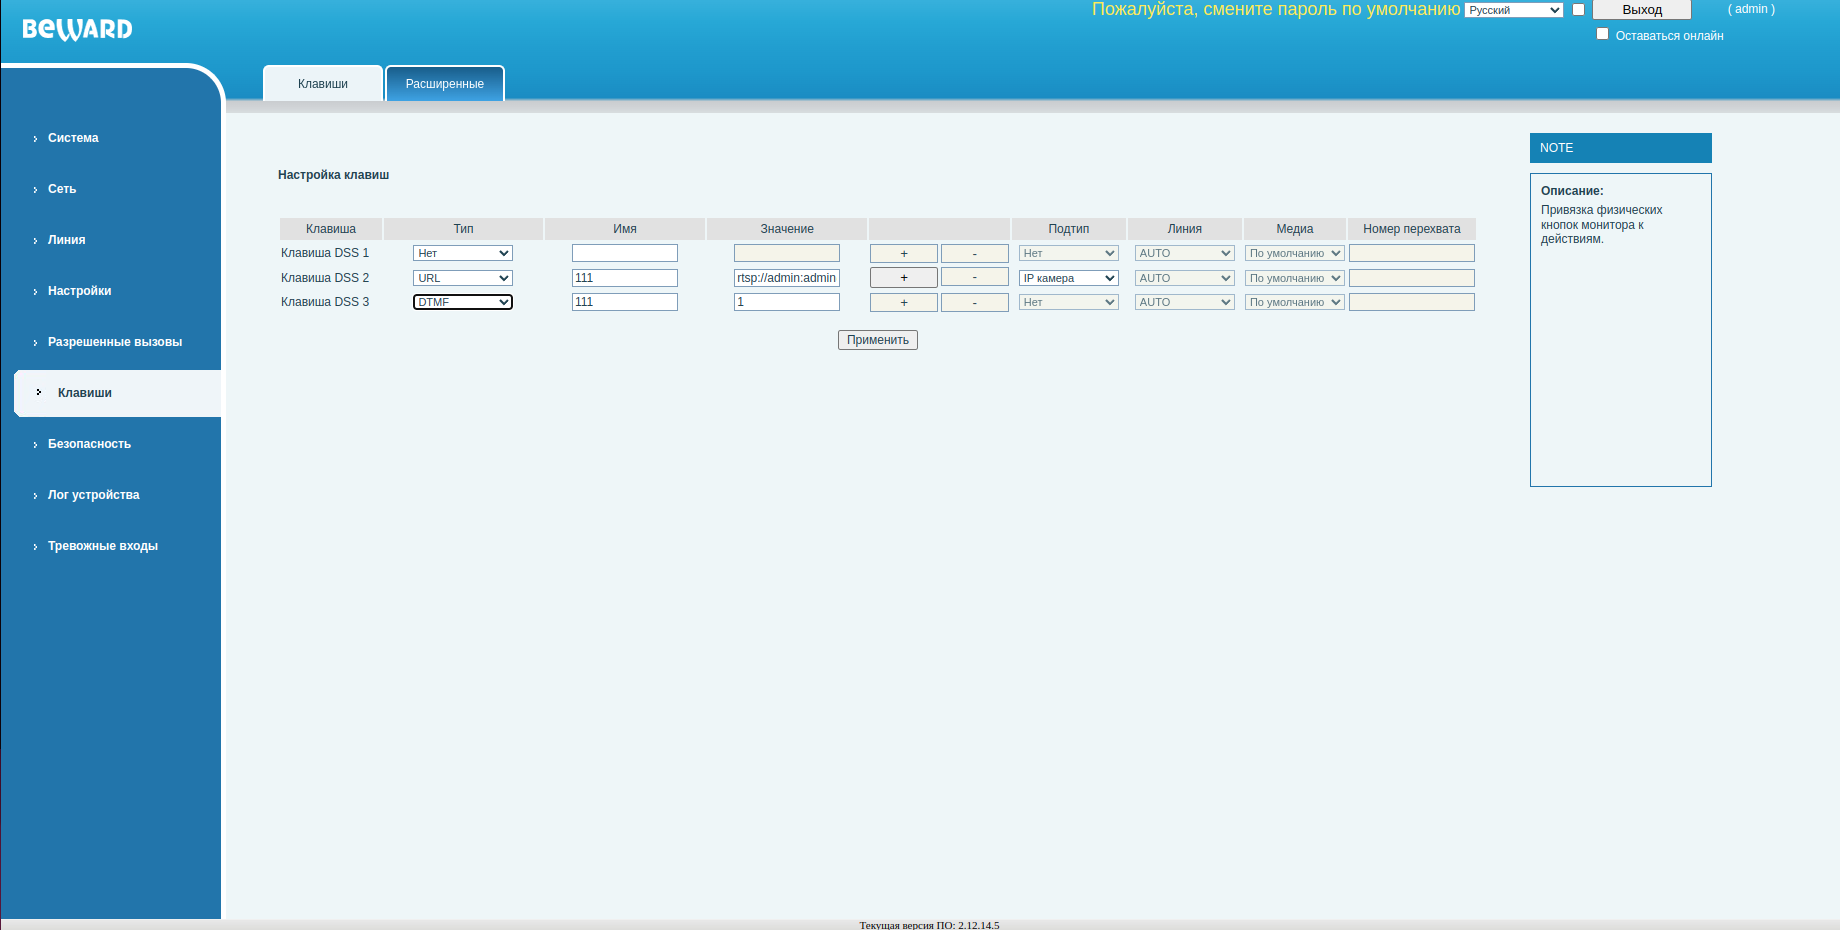 BEWARD
Пожалуйста, смените пароль по умолчанию Русский Выход ( admin )
Оставаться онлайн
Клавиши Расширенные
Система
Сеть
Линия
Настройки
Разрешенные вызовы
Клавиши
Безопасность
Лог устройства
Тревожные входы
Настройка клавиш
Клавиша Тип Имя Значение Подтип Линия Медиа Номер перехвата
Клавиша DSS 1 Нет + - Нет AUTO По умолчанию
Клавиша DSS 2 URL 111 rtsp://admin:admin + - IP камера AUTO По умолчанию
Клавиша DSS 3 DTMF 111 1 + - Нет AUTO По умолчанию
Применить
NOTE
Описание:
Привязка физических
кнопок монитора к
действиям.
Текущая версия ПО: 2.12.14.5